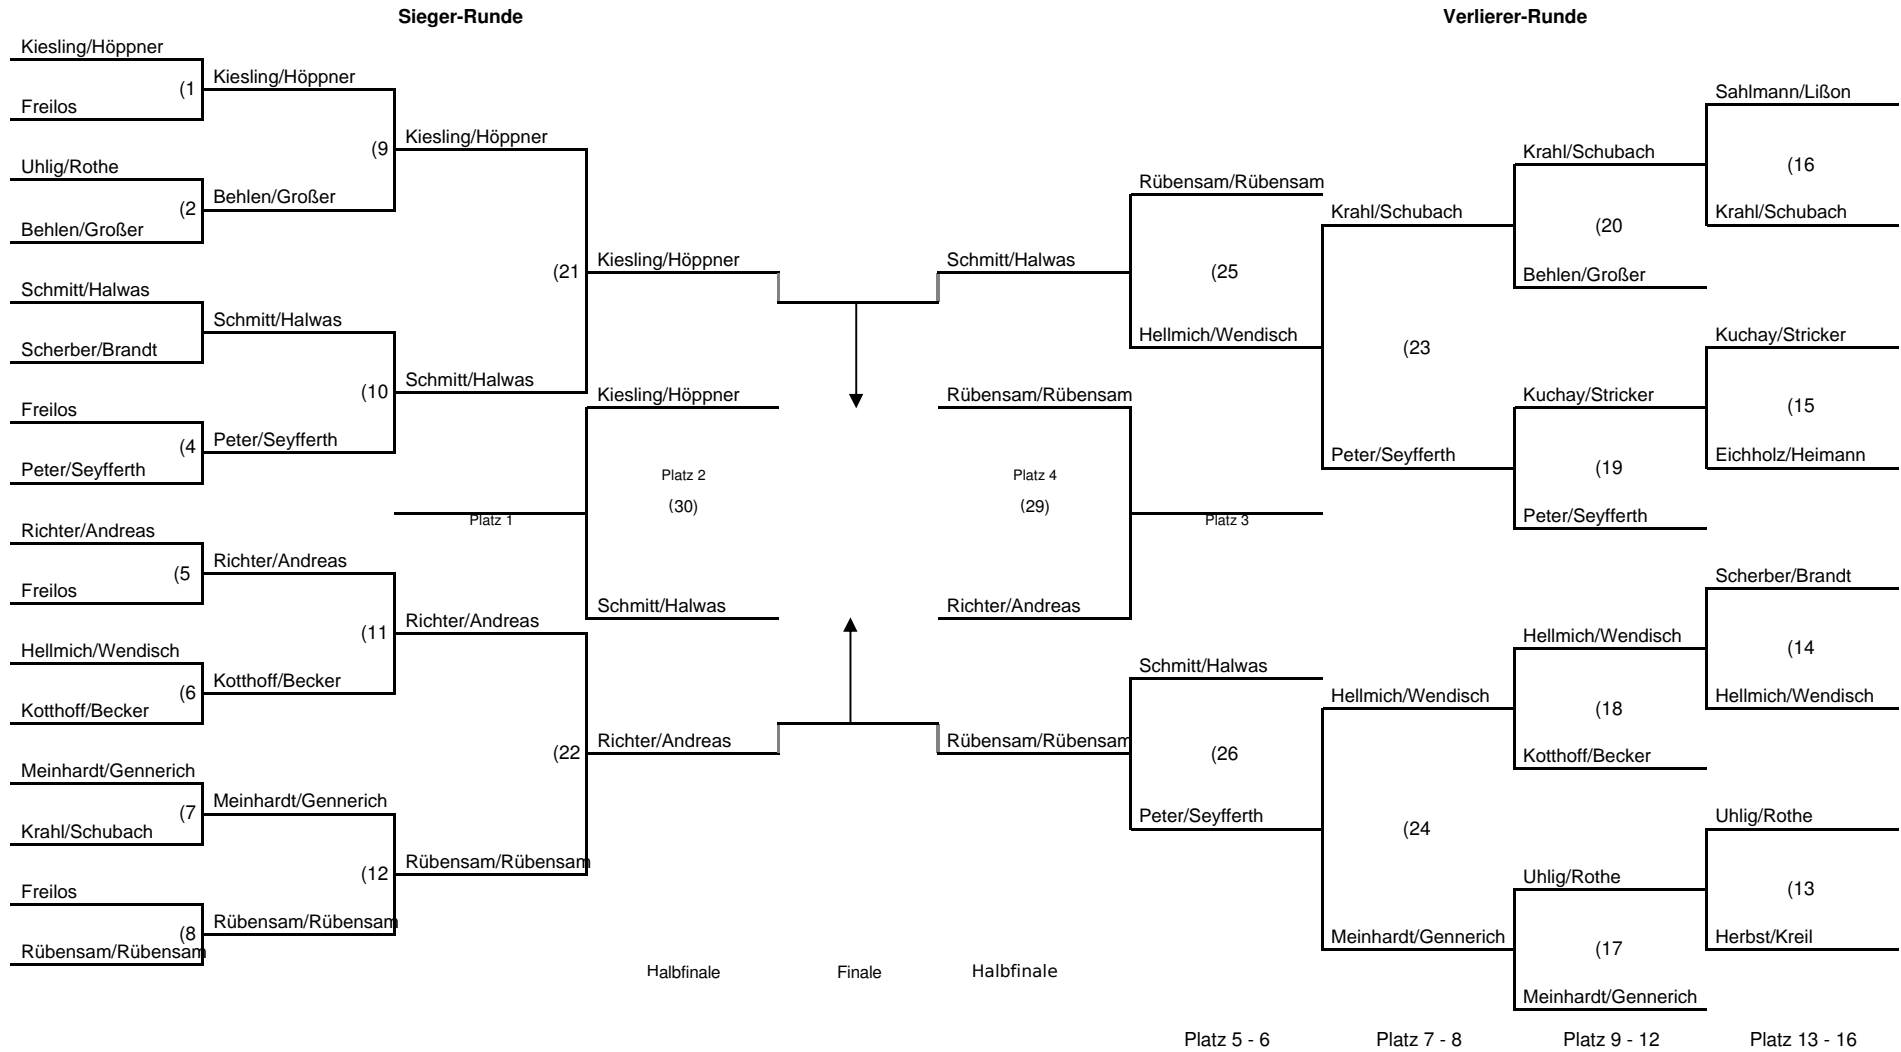 Sieger-Runde
Verlierer-Runde
Kiesling/Höppner
(1
Freilos
Uhlig/Rothe
(2
Behlen/Großer
Schmitt/Halwas
Scherber/Brandt
Freilos
(4
Peter/Seyfferth
Richter/Andreas
(5
Freilos
Hellmich/Wendisch
(6
Kotthoff/Becker
Meinhardt/Gennerich
(7
Krahl/Schubach
Freilos
(8
Rübensam/Rübensam
Kiesling/Höppner
(9
Behlen/Großer
Schmitt/Halwas
(10
Peter/Seyfferth
Richter/Andreas
(11
Kotthoff/Becker
Meinhardt/Gennerich
(12
Rübensam/Rübensam
Kiesling/Höppner
(21
Schmitt/Halwas
Platz 1
Richter/Andreas
(22
Rübensam/Rübensam
Kiesling/Höppner
Kiesling/Höppner
Platz 2
(30)
Schmitt/Halwas
Richter/Andreas
Halbfinale
Finale
Schmitt/Halwas
Rübensam/Rübensam
Platz 4
(29)
Richter/Andreas
Rübensam/Rübensam
Halbfinale
Rübensam/Rübensam
(25
Hellmich/Wendisch
Platz 3
Schmitt/Halwas
(26
Peter/Seyfferth
Platz 5 - 6
Krahl/Schubach
(23
Peter/Seyfferth
Hellmich/Wendisch
(24
Meinhardt/Gennerich
Platz 7 - 8
Krahl/Schubach
(20
Behlen/Großer
Kuchay/Stricker
(19
Peter/Seyfferth
Hellmich/Wendisch
(18
Kotthoff/Becker
Uhlig/Rothe
(17
Meinhardt/Gennerich
Platz 9 - 12
Sahlmann/Lißon
(16
Krahl/Schubach
Kuchay/Stricker
(15
Eichholz/Heimann
Scherber/Brandt
(14
Hellmich/Wendisch
Uhlig/Rothe
(13
Herbst/Kreil
Platz 13 - 16